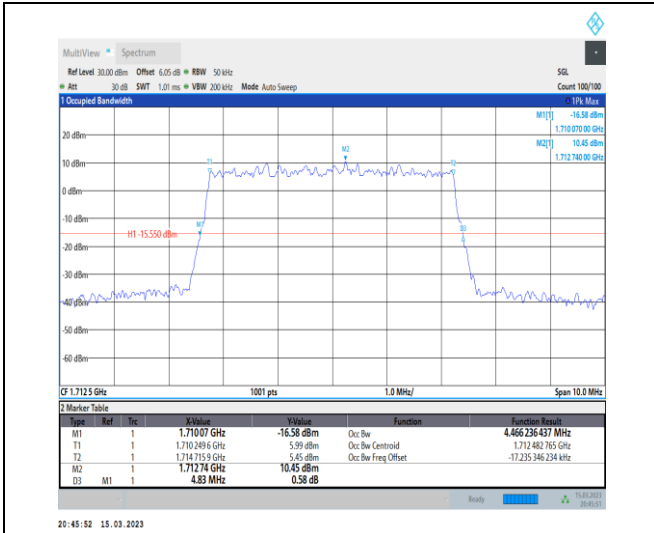 MultiView Spectrum
Ref Level 30.00 dBm Offset 6.05 dB RBW 50 kHz SGL
Att 30 dB SWT 1.01 ms VBW 200 kHz Mode Auto Sweep Count 100/100
1 Occupied Bandwidth 1Pk Max
M1[1] -16.58 dBm
1.710 070 00 GHz
M2[1] 10.45 dBm
1.712 740 00 GHz
20 dBm
M2
10 dBm
T1
T2
0 dBm
-10 dBm
M1
D3
H1 -15.550 dBm
-20 dBm
-30 dBm
-40 dBm
-50 dBm
-60 dBm
CF 1.712 5 GHz 1001 pts 1.0 MHz/ Span 10.0 MHz
2 Marker Table
Type Ref Trc X-Value Y-Value Function Function Result
M1 1 1.71007 GHz -16.58 dBm Occ Bw 4.466 236 437 MHz
T1 1 1.710 249 6 GHz 5.99 dBm Occ Bw Centroid 1.712 482 765 GHz
T2 1 1.714 715 9 GHz 5.45 dBm Occ Bw Freq Offset -17.235 346 234 kHz
M2 1 1.712 74 GHz 10.45 dBm
D3 M1 1 4.83 MHz 0.58 dB
Ready 15.03.2023
20:45:51
20:45:52 15.03.2023